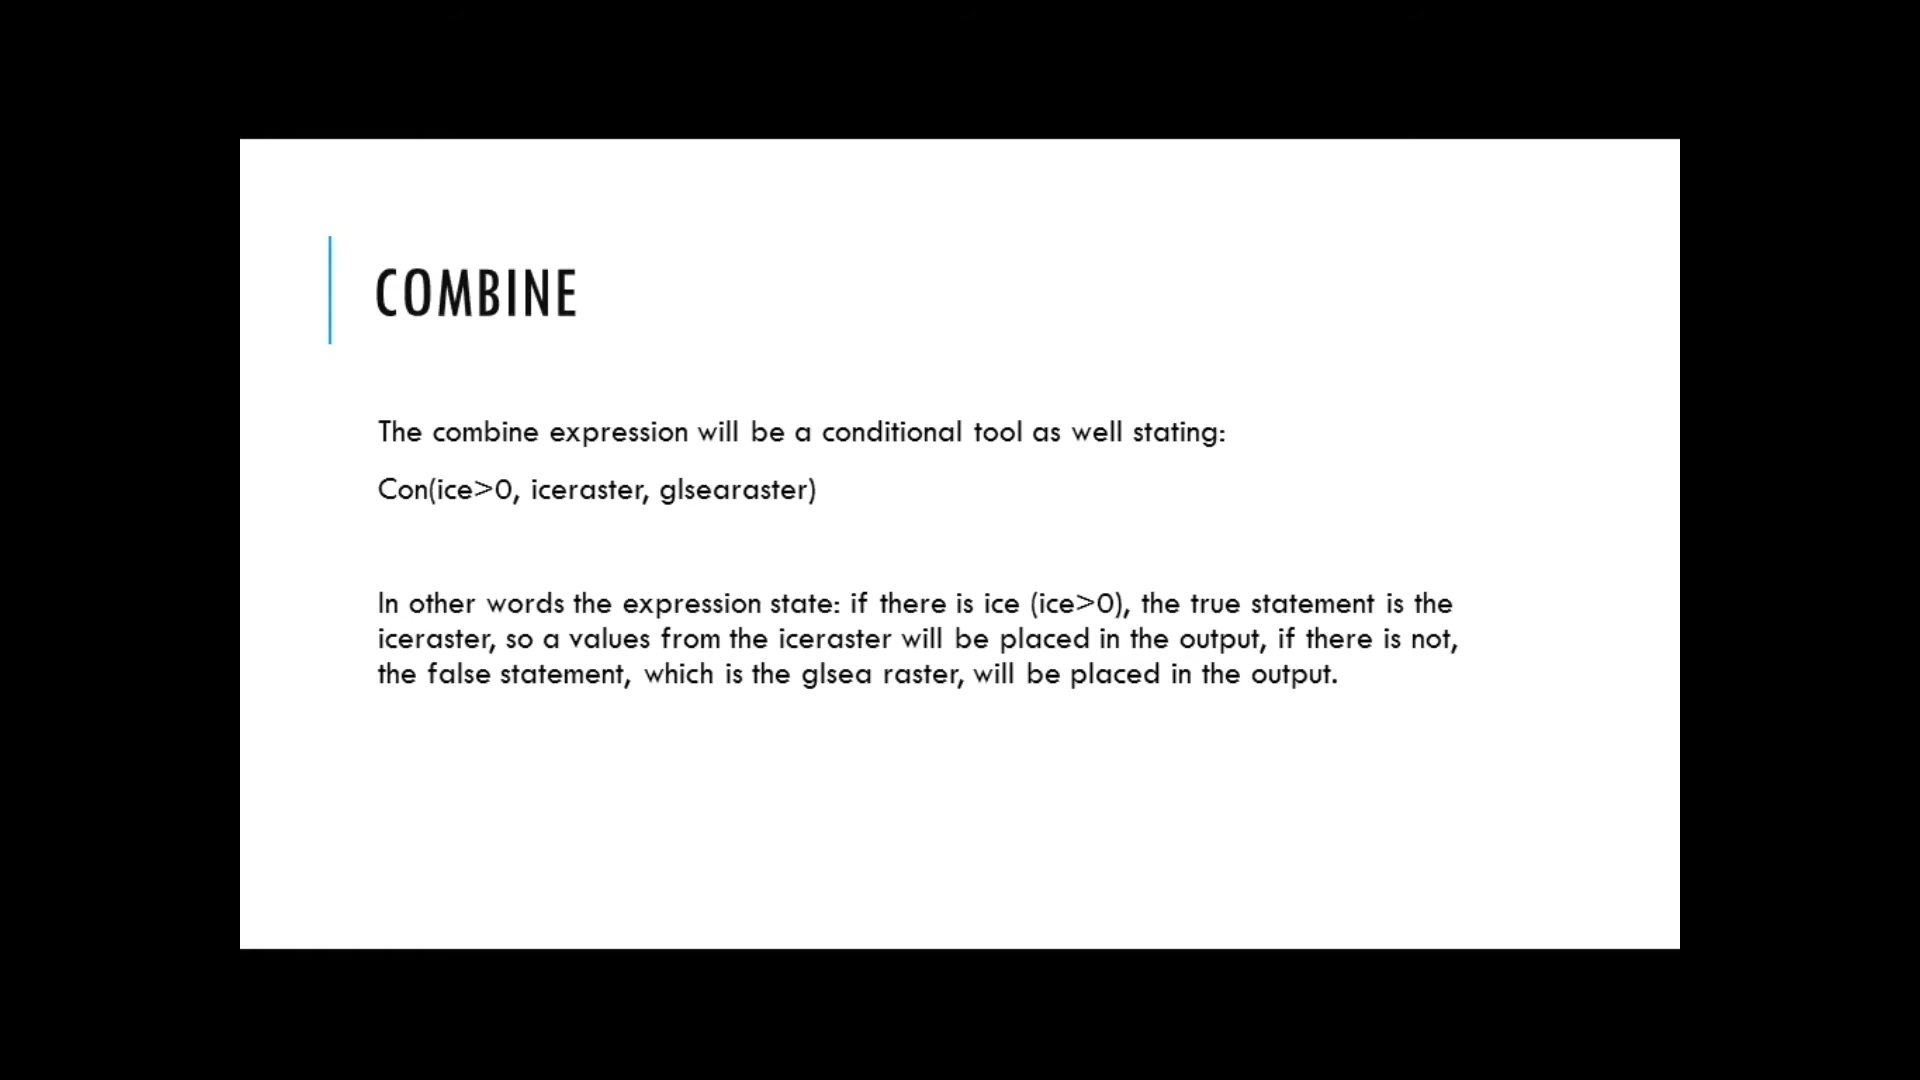 COMBINE
The combine expression will be a conditional tool as well stating:
Con(ice>0, iceraster, glsearaster)
In other words the expression state: if there is ice (ice>0), the true statement is the
iceraster, so a values from the iceraster will be placed in the output, if there is not,
the false statement, which is the glsea raster, will be placed in the output.